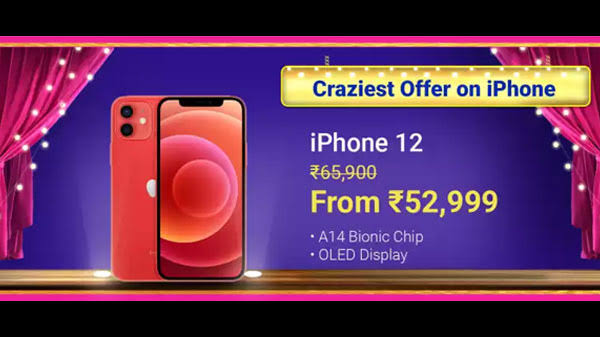 Craziest Offer on iPhone
iPhone 12
₹65,900
From ₹52,999
• A14 Bionic Chip
• OLED Display